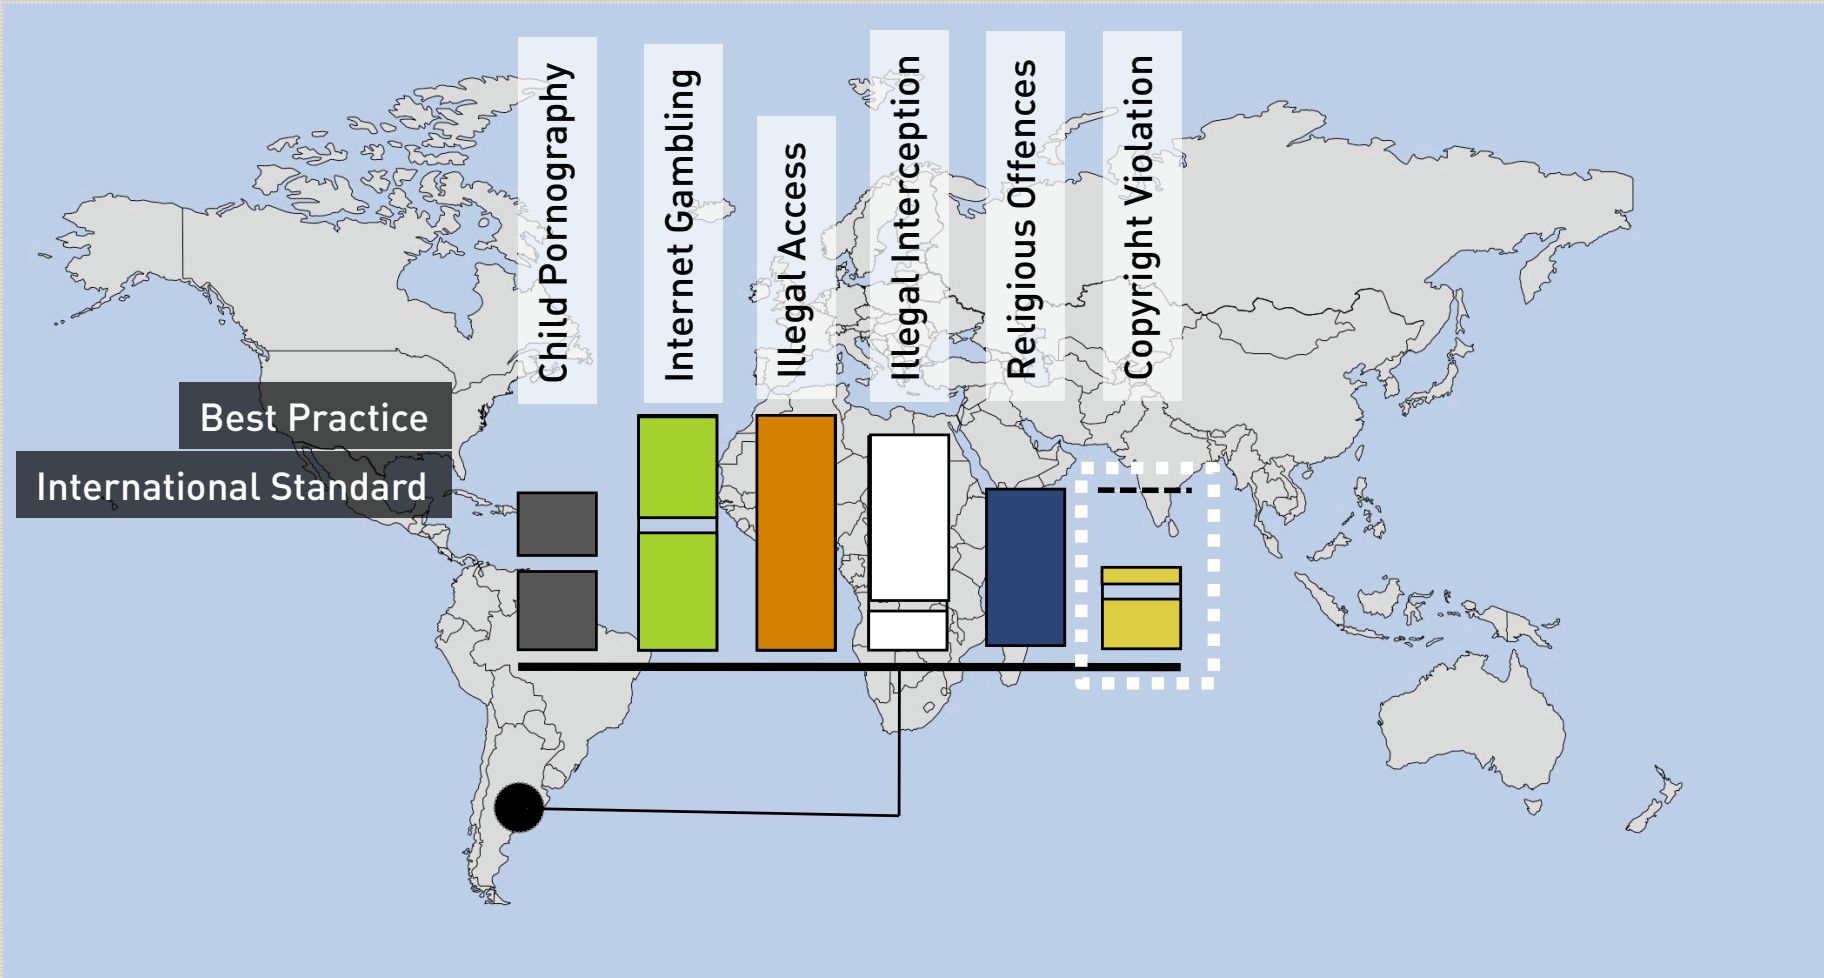 Child Pornography
Internet Gambling
Illegal Access
Illegal Interception
Religious Offences
Copyright Violation
Best Practice
International Standard